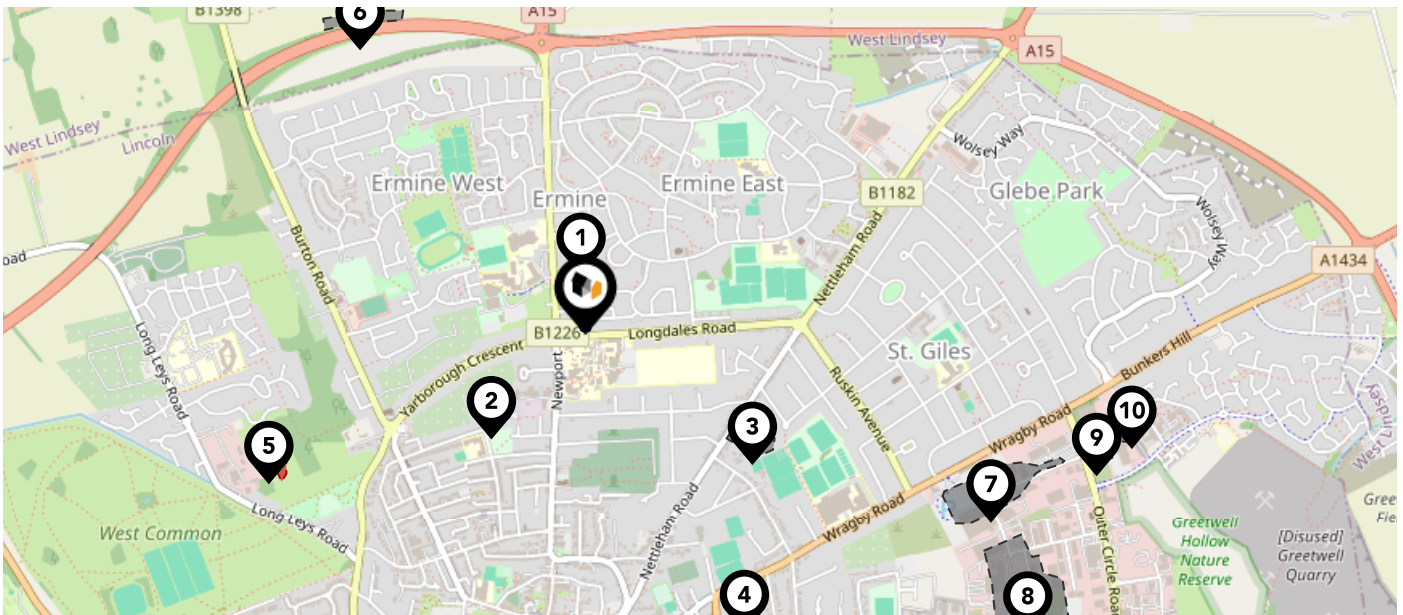 B1398
6
A15
West Lindsey
A15
West Lindsey
Lincoln
Wolsey Way
Ermine West
Ermine East
Glebe Park
B1182
Ermine
Wolsey Way
1
Burton Road
Nettleham Road
oad
A1434
B1226
Longdales Road
Long Leys Road
Yarborough Crescent
Newport
St. Giles
Bunkers Hill
Ruskin Avenue
2
3
5
Wragby Road
9
10
Lindsey
West L
7
West Common
Long Leys Road
Nettleham Road
Wragby Road
Outer Circle Road
Greetwell
Hollow
Nature
Reserve
[Disused]
Greetwell
Quarry
Gree
Fie
4
8